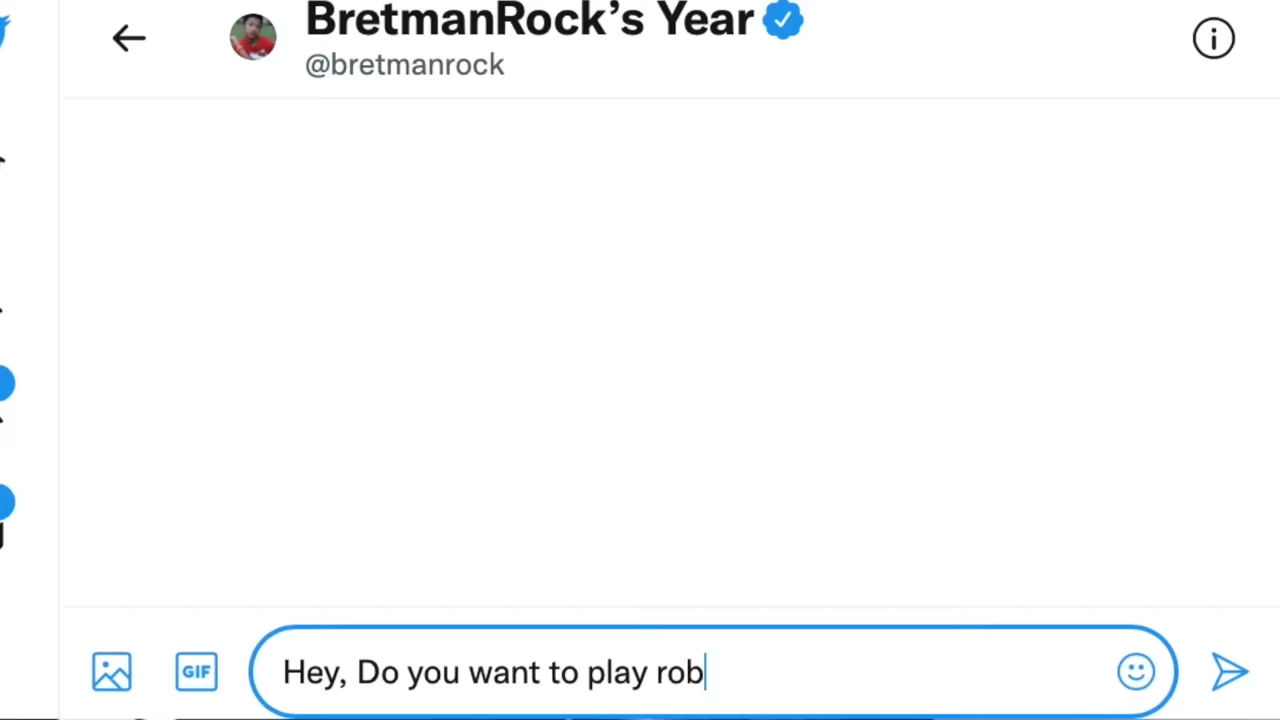 BretmanRock’s Year
@bretmanrock
GIF
Hey, Do you want to play rob